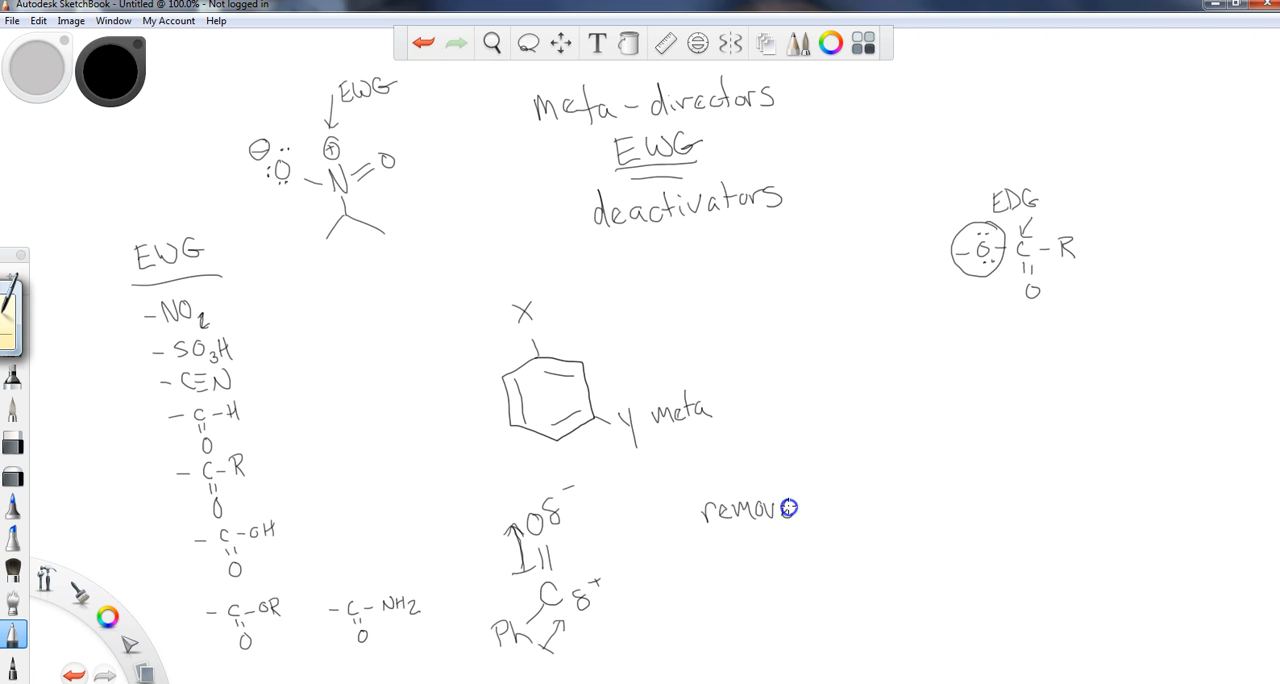 Autodesk SketchBook - Untitled @ 100.0% - Not logged in
File Edit Image Window My Account Help
T
EWG
meta-directors
⊖ :Ö: - N ⊕ = O
EWG
deactivators
EDG
-Ö-C-R
O
EWG
-NO2
-SO3H
-C≡N
-C-H
O
-C-R
O
-C-OH
O
-C-OR
O
-C-NH2
O
X
Y meta
Oδ-
C δ+
Ph
remove